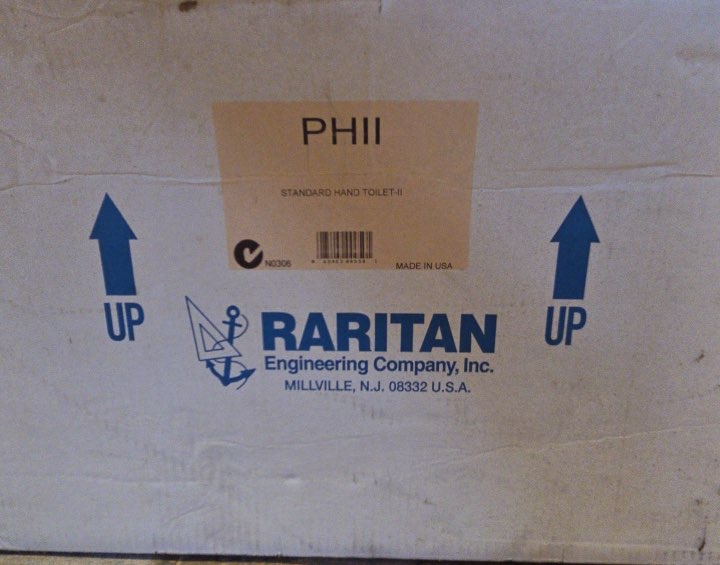 PHII
STANDARD HAND TOILET-II
N0306
MADE IN USA
UP
UP
RARITAN
Engineering Company, Inc.
MILLVILLE, N.J. 08332 U.S.A.